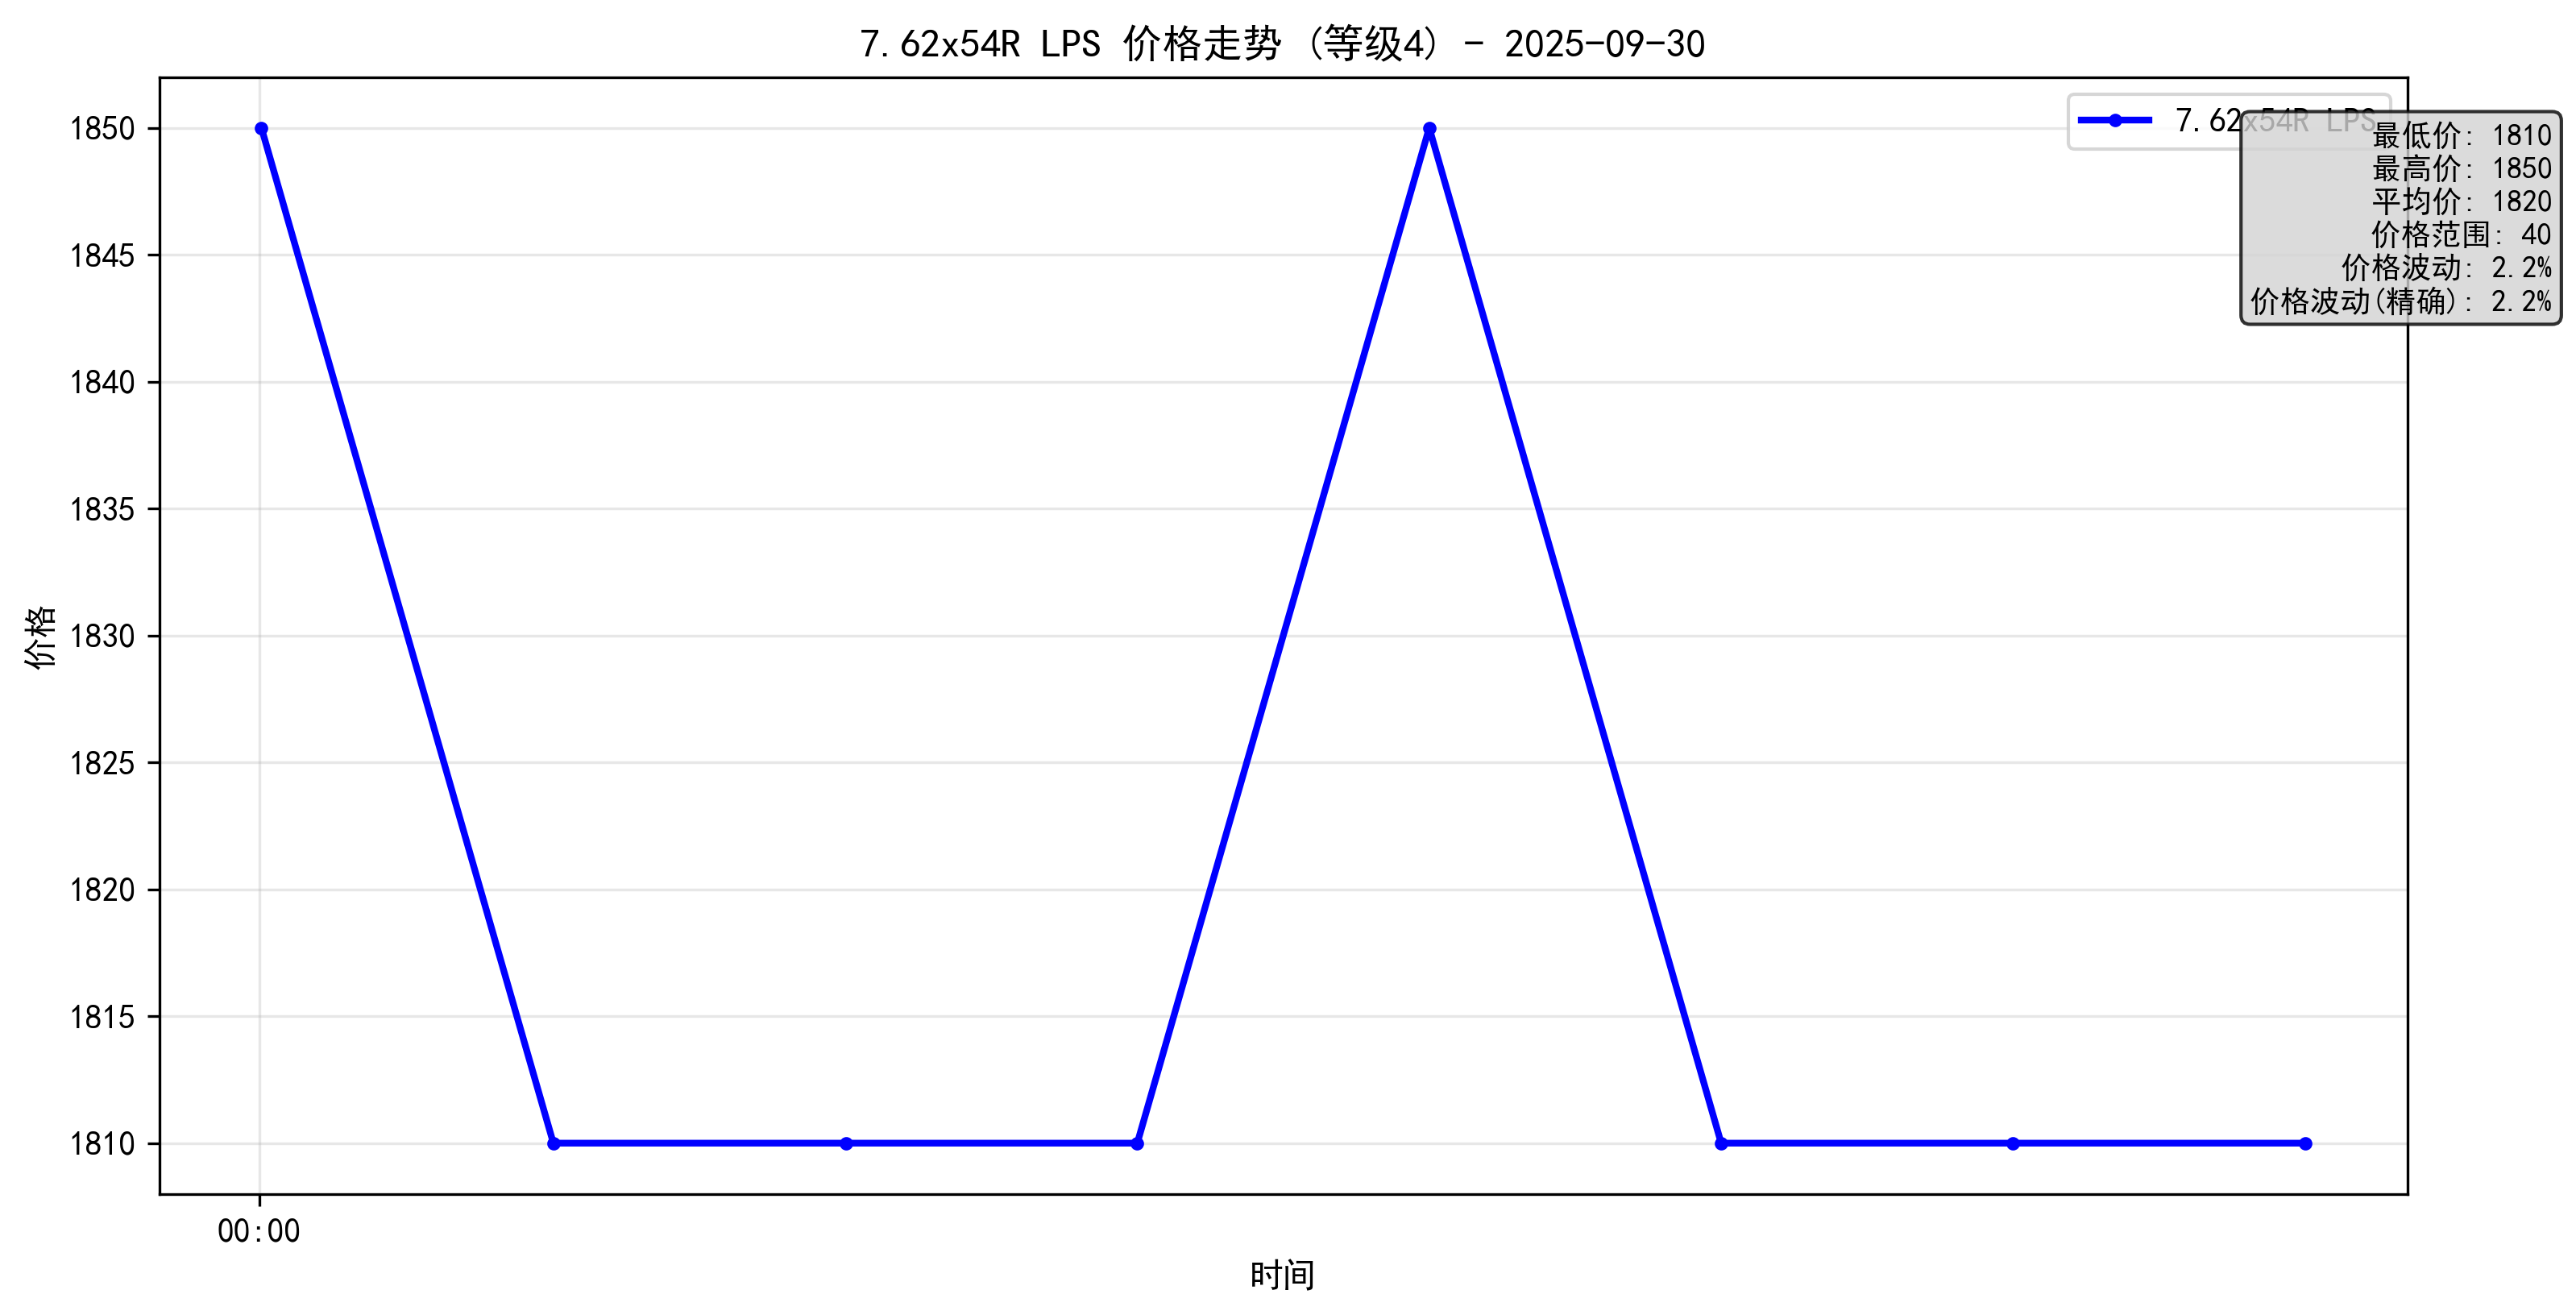 7.62x54R LPS 价格走势 (等级4) - 2025-09-30
7.62x54R LPS
最低价: 1810
最高价: 1850
平均价: 1820
价格范围: 40
价格波动: 2.2%
价格波动(精确): 2.2%
价格
1850
1845
1840
1835
1830
1825
1820
1815
1810
00:00
时间